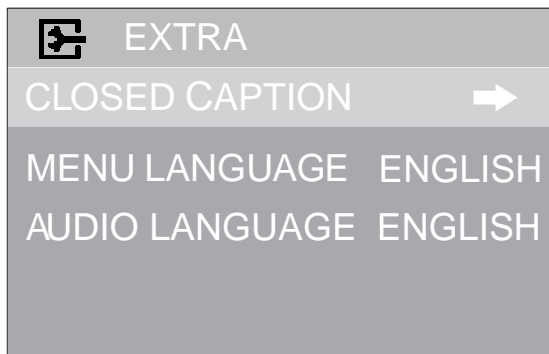 EXTRA
CLOSED CAPTION
MENU LANGUAGE ENGLISH
AUDIO LANGUAGE ENGLISH